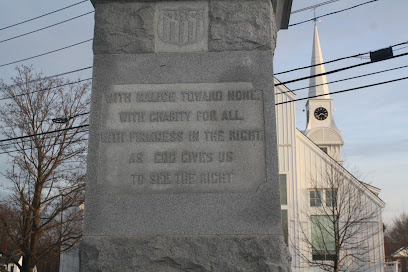 WITH MALICE TOWARD NONE,
WITH CHARITY FOR ALL,
WITH FIRMNESS IN THE RIGHT
AS GOD GIVES US
TO SEE THE RIGHT